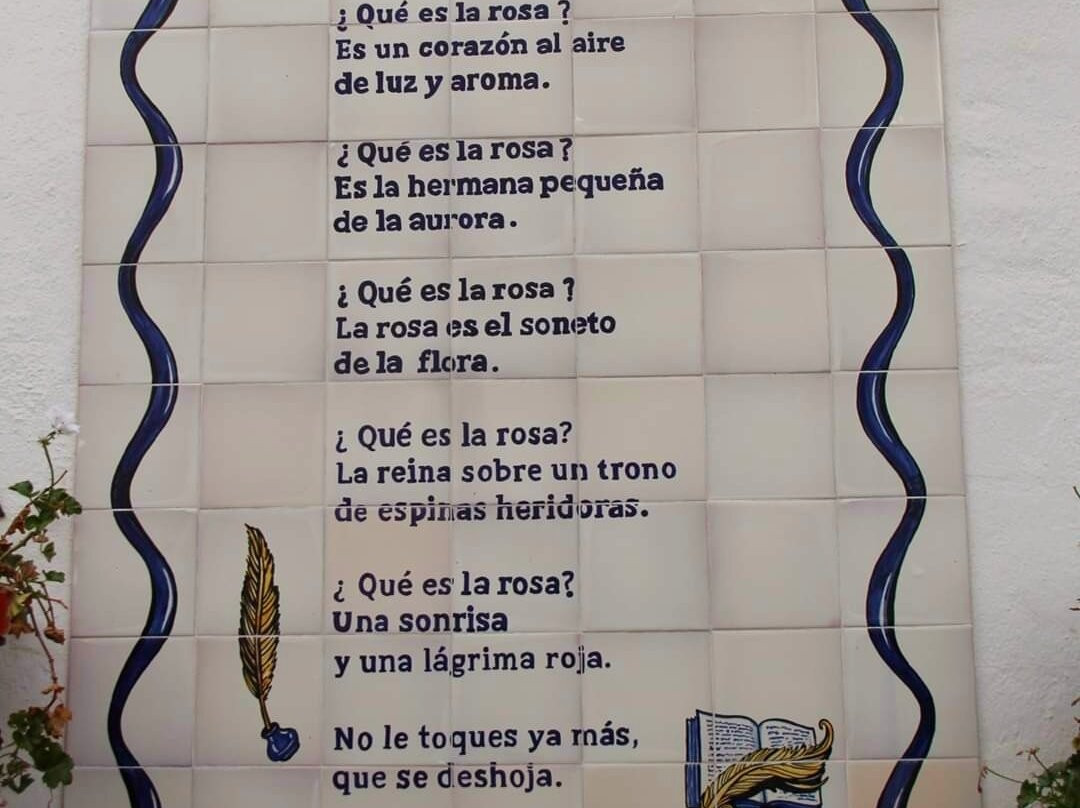 ¿ Qué es la rosa ?
Es un corazón al aire
de luz y aroma.
¿ Qué es la rosa ?
Es la hermana pequeña
de la aurora.
¿ Qué es la rosa ?
La rosa es el soneto
de la flora.
¿ Qué es la rosa?
La reina sobre un trono
de espinas heridoras.
¿ Qué es la rosa?
Una sonrisa
y una lágrima roja.
No le toques ya más,
que se deshoja.